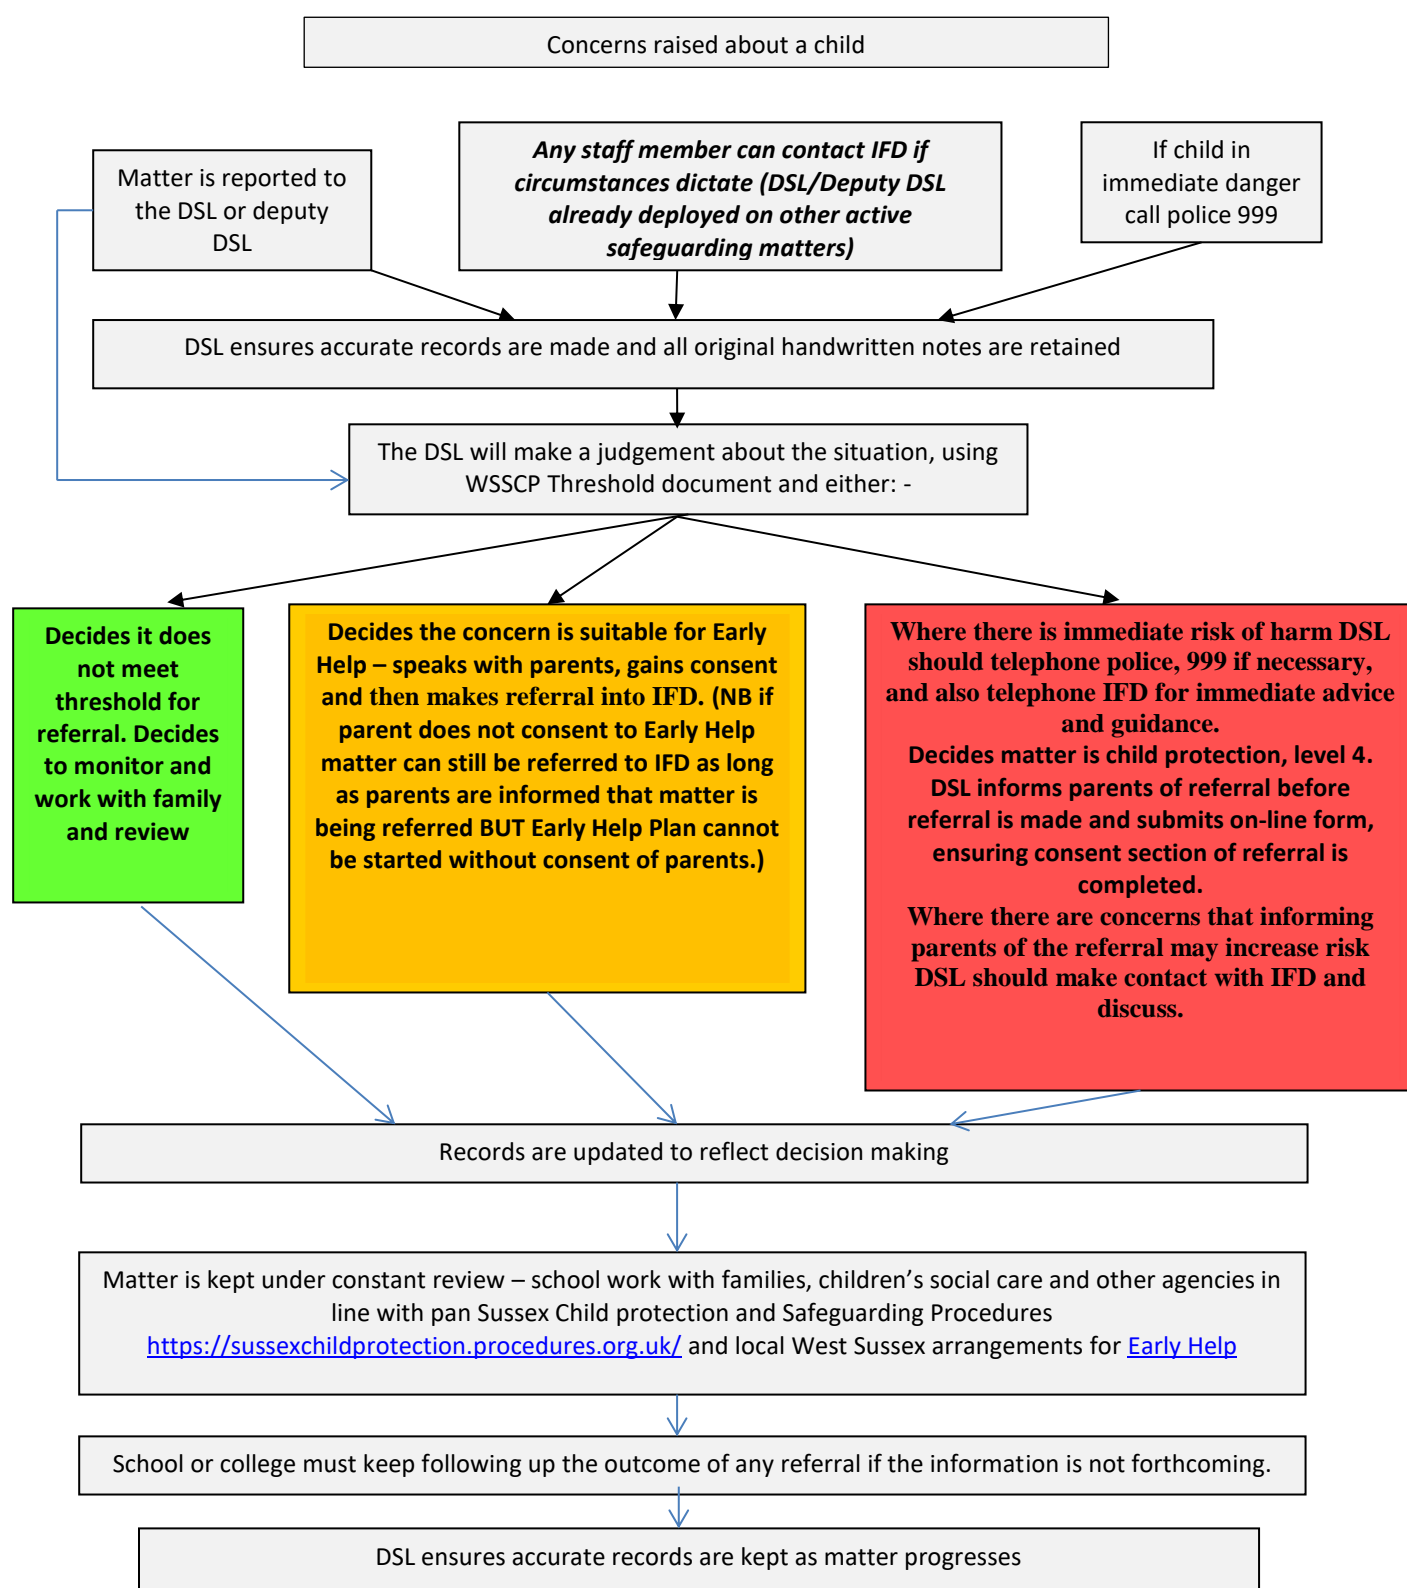 Concerns raised about a child
Matter is reported to
the DSL or deputy
DSL
Any staff member can contact IFD if
circumstances dictate (DSL/Deputy DSL
already deployed on other active
safeguarding matters)
If child in
immediate danger
call police 999
DSL ensures accurate records are made and all original handwritten notes are retained
The DSL will make a judgement about the situation, using
WSSCP Threshold document and either: -
Decides it does
not meet
threshold for
referral. Decides
to monitor and
work with family
and review
Decides the concern is suitable for Early
Help – speaks with parents, gains consent
and then makes referral into IFD. (NB if
parent does not consent to Early Help
matter can still be referred to IFD as long
as parents are informed that matter is
being referred BUT Early Help Plan cannot
be started without consent of parents.)
Where there is immediate risk of harm DSL
should telephone police, 999 if necessary,
and also telephone IFD for immediate advice
and guidance.
Decides matter is child protection, level 4.
DSL informs parents of referral before
referral is made and submits on-line form,
ensuring consent section of referral is
completed.
Where there are concerns that informing
parents of the referral may increase risk
DSL should make contact with IFD and
discuss.
Records are updated to reflect decision making
Matter is kept under constant review – school work with families, children’s social care and other agencies in
line with pan Sussex Child protection and Safeguarding Procedures
https://sussexchildprotection.procedures.org.uk/ and local West Sussex arrangements for Early Help
School or college must keep following up the outcome of any referral if the information is not forthcoming.
DSL ensures accurate records are kept as matter progresses